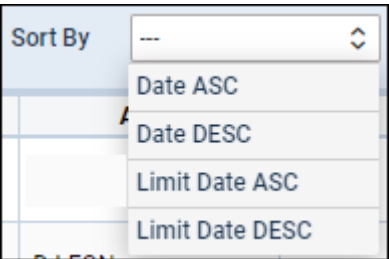 Sort By ---
Date ASC
Date DESC
Limit Date ASC
Limit Date DESC